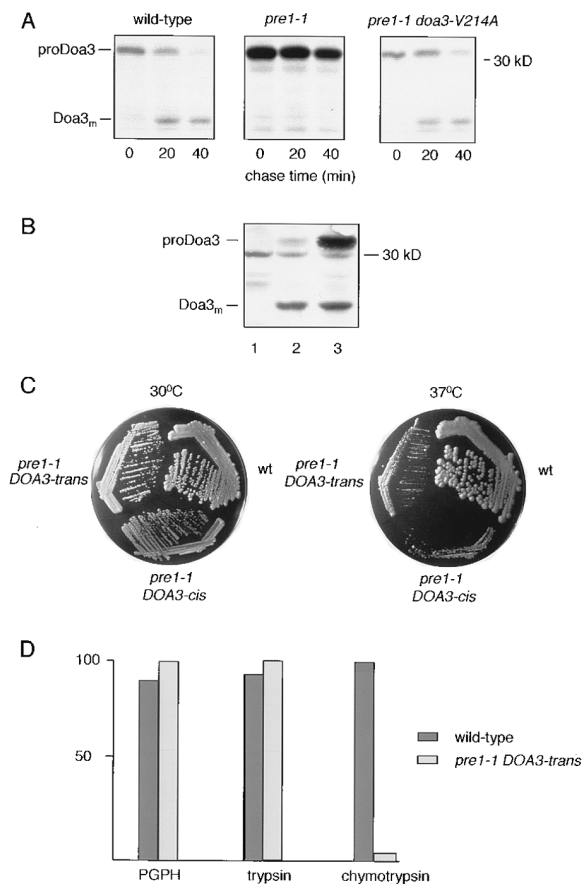 A
wild-type
pre1-1
pre1-1 doa3-V214A
proDoa3
30 kD
Doa3m
0 20 40
0 20 40
0 20 40
chase time (min)
B
proDoa3
30 kD
Doa3m
1 2 3
C
30⁰C
37⁰C
pre1-1
DOA3-trans
wt
pre1-1
DOA3-trans
wt
pre1-1
DOA3-cis
pre1-1
DOA3-cis
D
100
50
wild-type
pre1-1 DOA3-trans
PGPH
trypsin
chymotrypsin